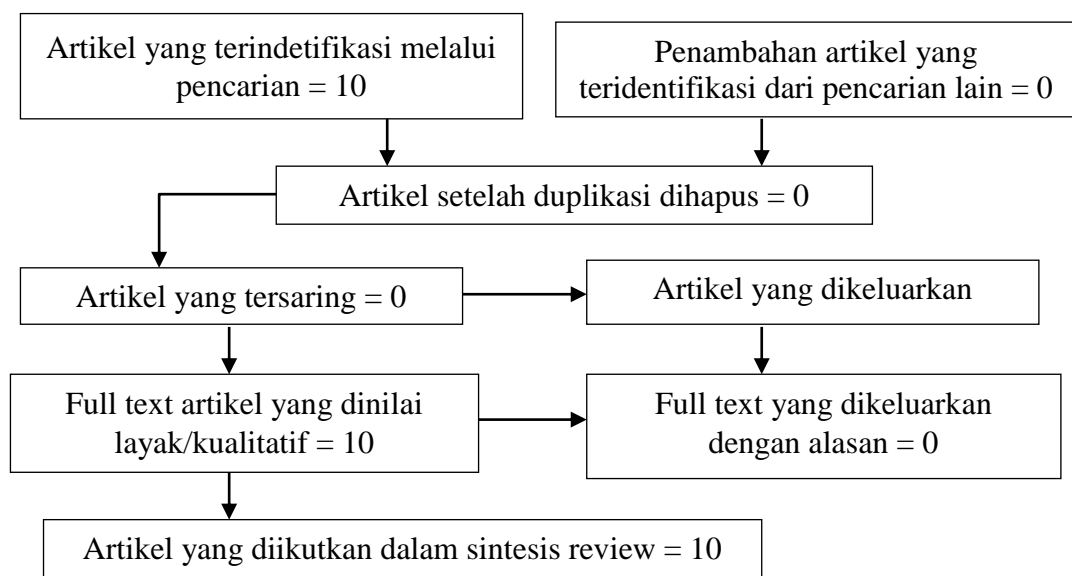 Artikel yang terindetifikasi melalui
pencarian = 10
Penambahan artikel yang
teridentifikasi dari pencarian lain = 0
Artikel setelah duplikasi dihapus = 0
Artikel yang tersaring = 0
Artikel yang dikeluarkan
Full text artikel yang dinilai
layak/kualitatif = 10
Full text yang dikeluarkan
dengan alasan = 0
Artikel yang diikutkan dalam sintesis review = 10